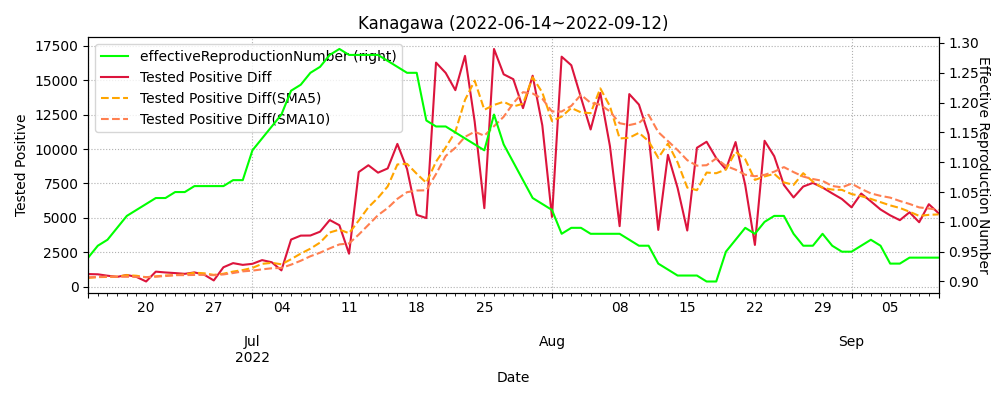 Kanagawa (2022-06-14~2022-09-12)
effectiveReproductionNumber (right)
Tested Positive Diff
Tested Positive Diff(SMA5)
Tested Positive Diff(SMA10)
Tested Positive
17500
15000
12500
10000
7500
5000
2500
0
1.30
1.25
1.20
1.15
1.10
1.05
1.00
0.95
0.90
Effective Reproduction Number
20 27 04 11 18 25 08 15 22 29 05
Jul Aug Sep
2022
Date